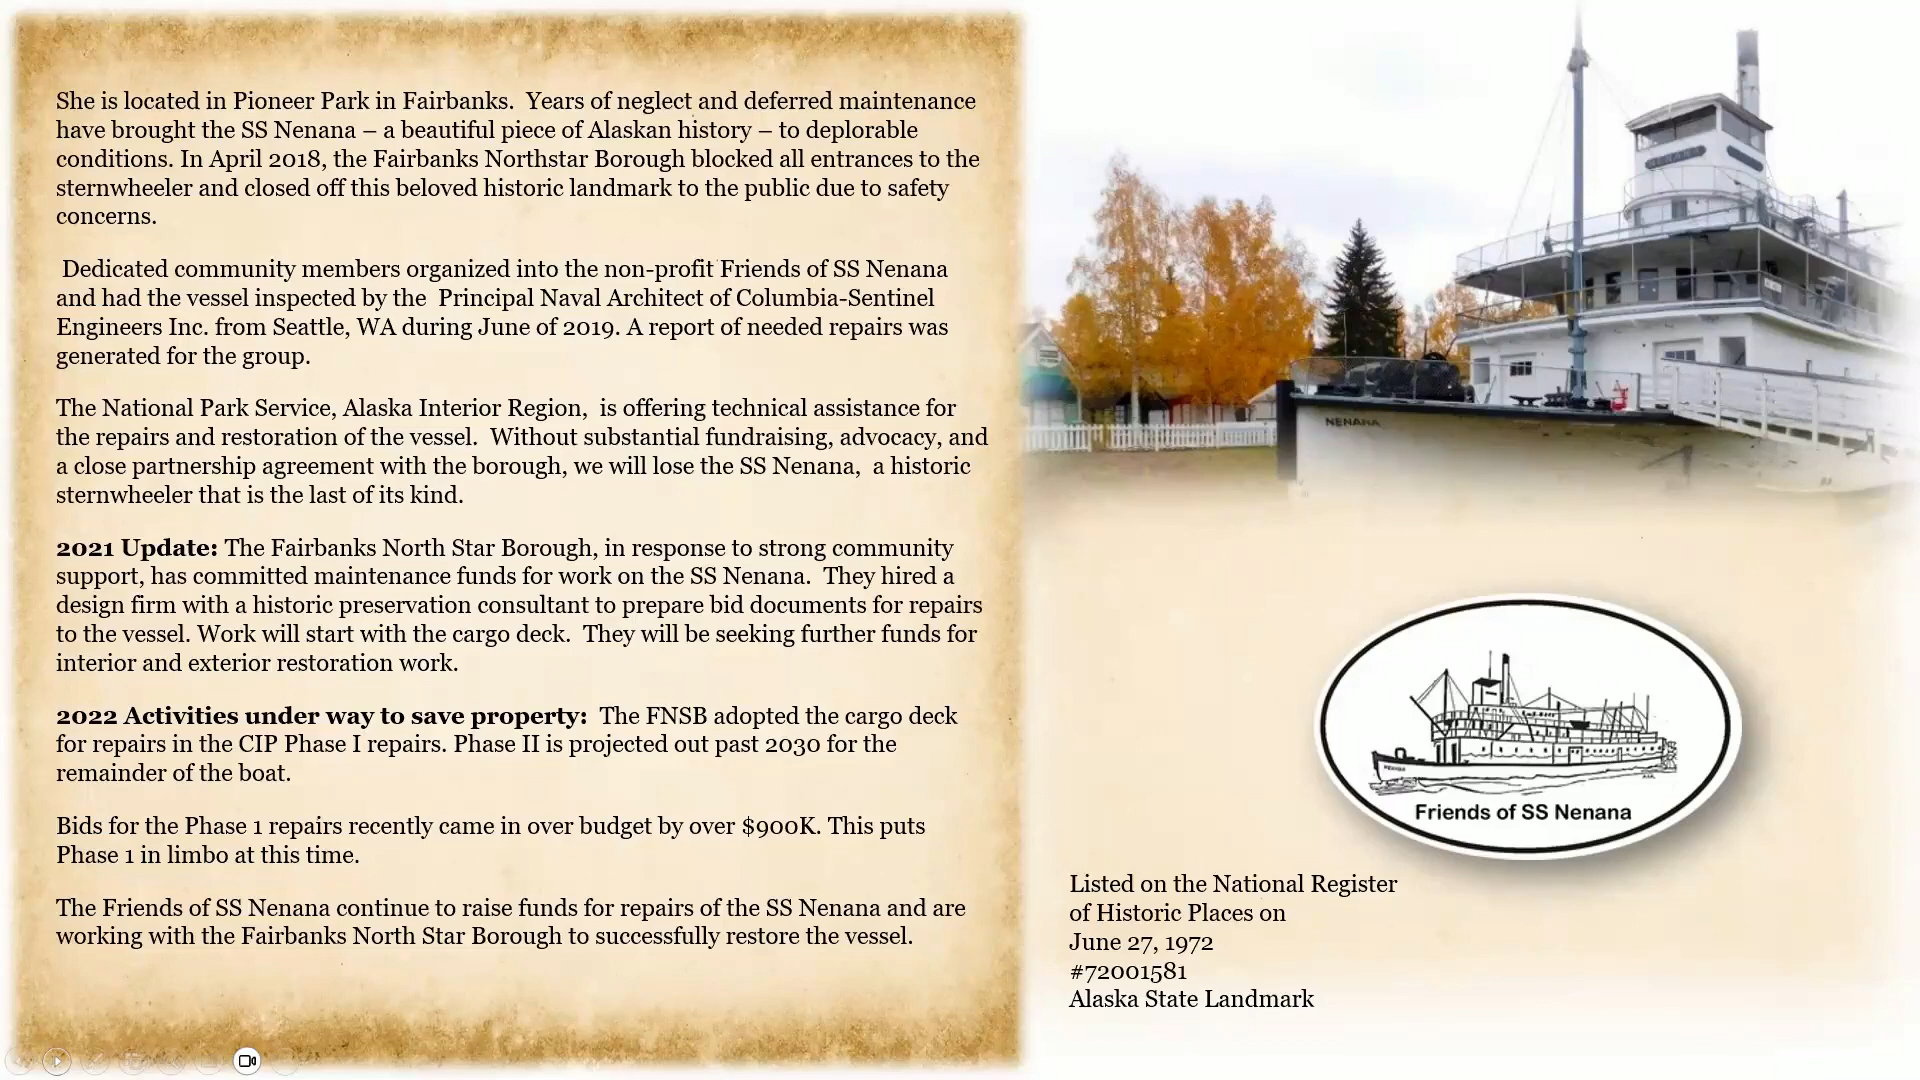 She is located in Pioneer Park in Fairbanks. Years of neglect and deferred maintenance
have brought the SS Nenana – a beautiful piece of Alaskan history – to deplorable
conditions. In April 2018, the Fairbanks Northstar Borough blocked all entrances to the
sternwheeler and closed off this beloved historic landmark to the public due to safety
concerns.
Dedicated community members organized into the non-profit Friends of SS Nenana
and had the vessel inspected by the Principal Naval Architect of Columbia-Sentinel
Engineers Inc. from Seattle, WA during June of 2019. A report of needed repairs was
generated for the group.
The National Park Service, Alaska Interior Region, is offering technical assistance for
the repairs and restoration of the vessel. Without substantial fundraising, advocacy, and
a close partnership agreement with the borough, we will lose the SS Nenana, a historic
sternwheeler that is the last of its kind.
2021 Update: The Fairbanks North Star Borough, in response to strong community
support, has committed maintenance funds for work on the SS Nenana. They hired a
design firm with a historic preservation consultant to prepare bid documents for repairs
to the vessel. Work will start with the cargo deck. They will be seeking further funds for
interior and exterior restoration work.
2022 Activities under way to save property: The FNSB adopted the cargo deck
for repairs in the CIP Phase I repairs. Phase II is projected out past 2030 for the
remainder of the boat.
Bids for the Phase 1 repairs recently came in over budget by over $900K. This puts
Phase 1 in limbo at this time.
The Friends of SS Nenana continue to raise funds for repairs of the SS Nenana and are
working with the Fairbanks North Star Borough to successfully restore the vessel.
NENANA
NENANA
NENANA
Friends of SS Nenana
Listed on the National Register
of Historic Places on
June 27, 1972
#72001581
Alaska State Landmark